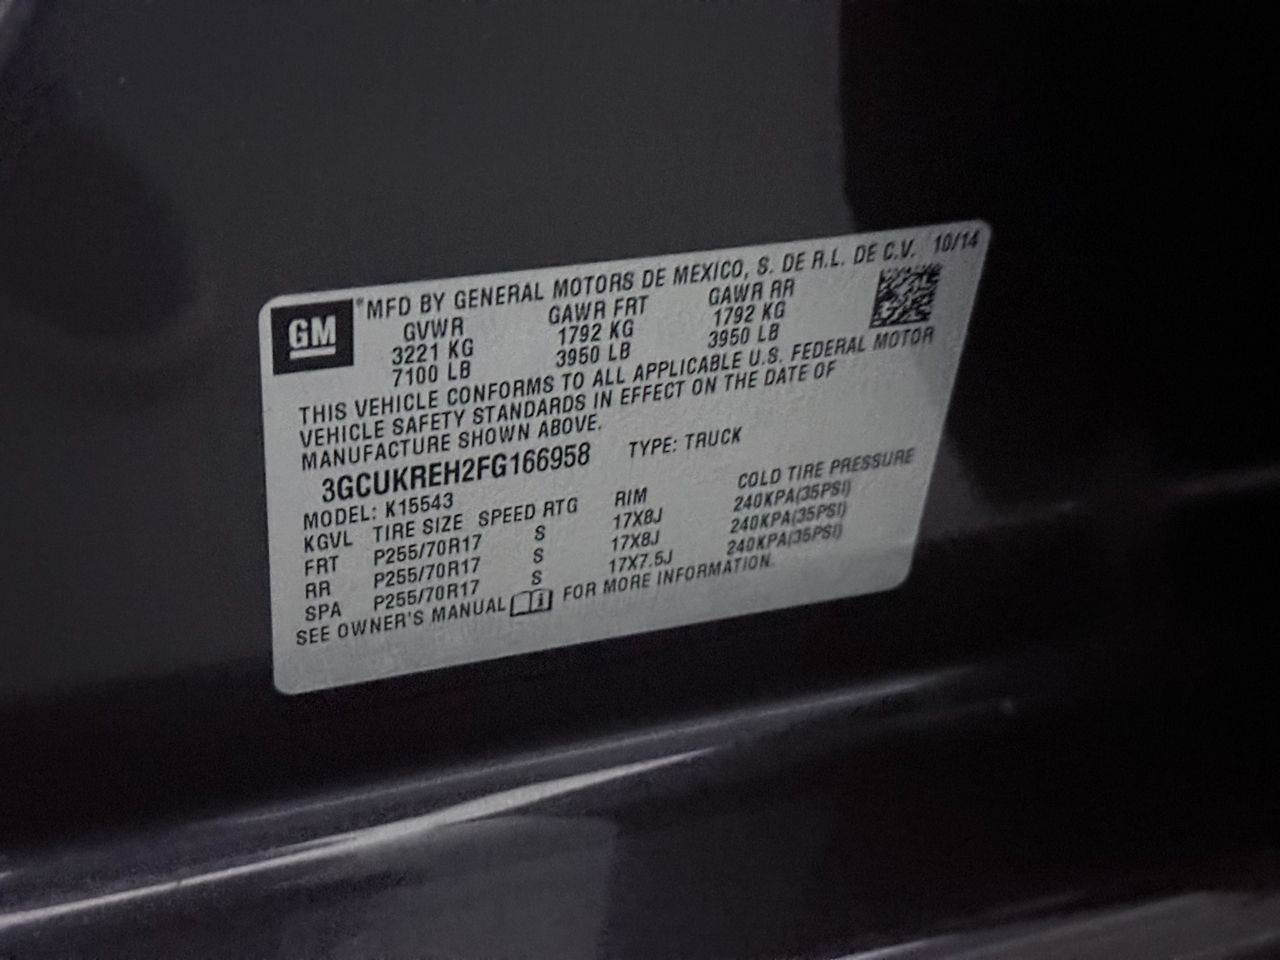 GM
*MFD BY GENERAL MOTORS DE MEXICO, S. DE R.L. DE C.V. 10/14
GVWR GAWR FRT GAWR RR
3221 KG 1792 KG 1792 KG
7100 LB 3950 LB 3950 LB
THIS VEHICLE CONFORMS TO ALL APPLICABLE U.S. FEDERAL MOTOR
VEHICLE SAFETY STANDARDS IN EFFECT ON THE DATE OF
MANUFACTURE SHOWN ABOVE.
3GCUKREH2FG166958 TYPE: TRUCK
MODEL: K15543
KGVL TIRE SIZE SPEED RTG RIM COLD TIRE PRESSURE
FRT P255/70R17 S 17X8J 240KPA(35PSI)
RR P255/70R17 S 17X8J 240KPA(35PSI)
SPA P255/70R17 S 17X7.5J 240KPA(35PSI)
SEE OWNER'S MANUAL FOR MORE INFORMATION.